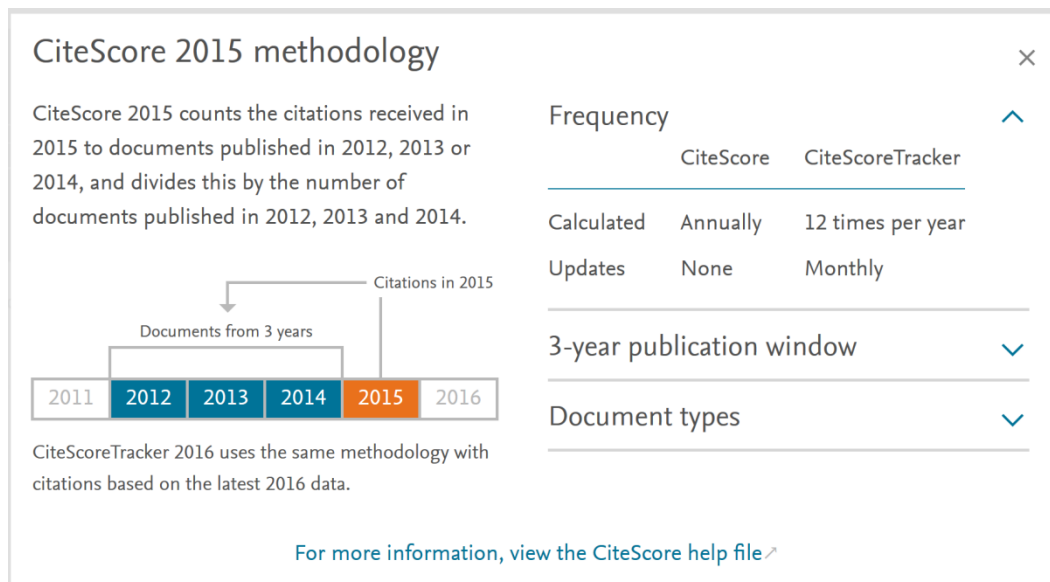 CiteScore 2015 methodology
CiteScore 2015 counts the citations received in
2015 to documents published in 2012, 2013 or
2014, and divides this by the number of
documents published in 2012, 2013 and 2014.
Citations in 2015
Documents from 3 years
2011 2012 2013 2014 2015 2016
CiteScoreTracker 2016 uses the same methodology with
citations based on the latest 2016 data.
Frequency
CiteScore CiteScoreTracker
Calculated Annually 12 times per year
Updates None Monthly
3-year publication window
Document types
For more information, view the CiteScore help file